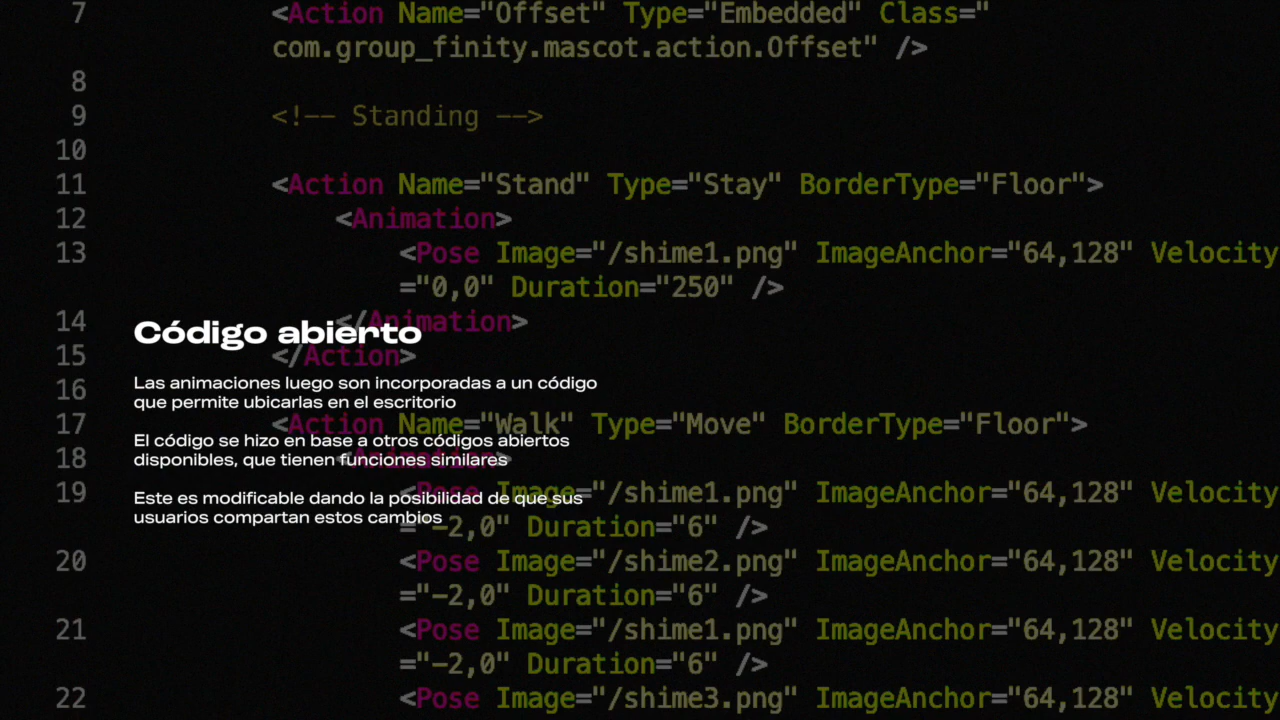 7 <Action Name="Offset" Type="Embedded" Class="
com.group_finity.mascot.action.Offset" />
8
9 <!-- Standing -->
10
11 <Action Name="Stand" Type="Stay" BorderType="Floor">
12 <Animation>
13 <Pose Image="/shime1.png" ImageAnchor="64,128" Velocity
="0,0" Duration="250" />
14 </Animation>
15 </Action>
16
17 <Action Name="Walk" Type="Move" BorderType="Floor">
18 <Animation>
19 <Pose Image="/shime1.png" ImageAnchor="64,128" Velocity
="-2,0" Duration="6" />
20 <Pose Image="/shime2.png" ImageAnchor="64,128" Velocity
="-2,0" Duration="6" />
21 <Pose Image="/shime1.png" ImageAnchor="64,128" Velocity
="-2,0" Duration="6" />
22 <Pose Image="/shime3.png" ImageAnchor="64,128" Velocity
Código abierto
Las animaciones luego son incorporadas a un código
que permite ubicarlas en el escritorio
El código se hizo en base a otros códigos abiertos
disponibles, que tienen funciones similares
Este es modificable dando la posibilidad de que sus
usuarios compartan estos cambios